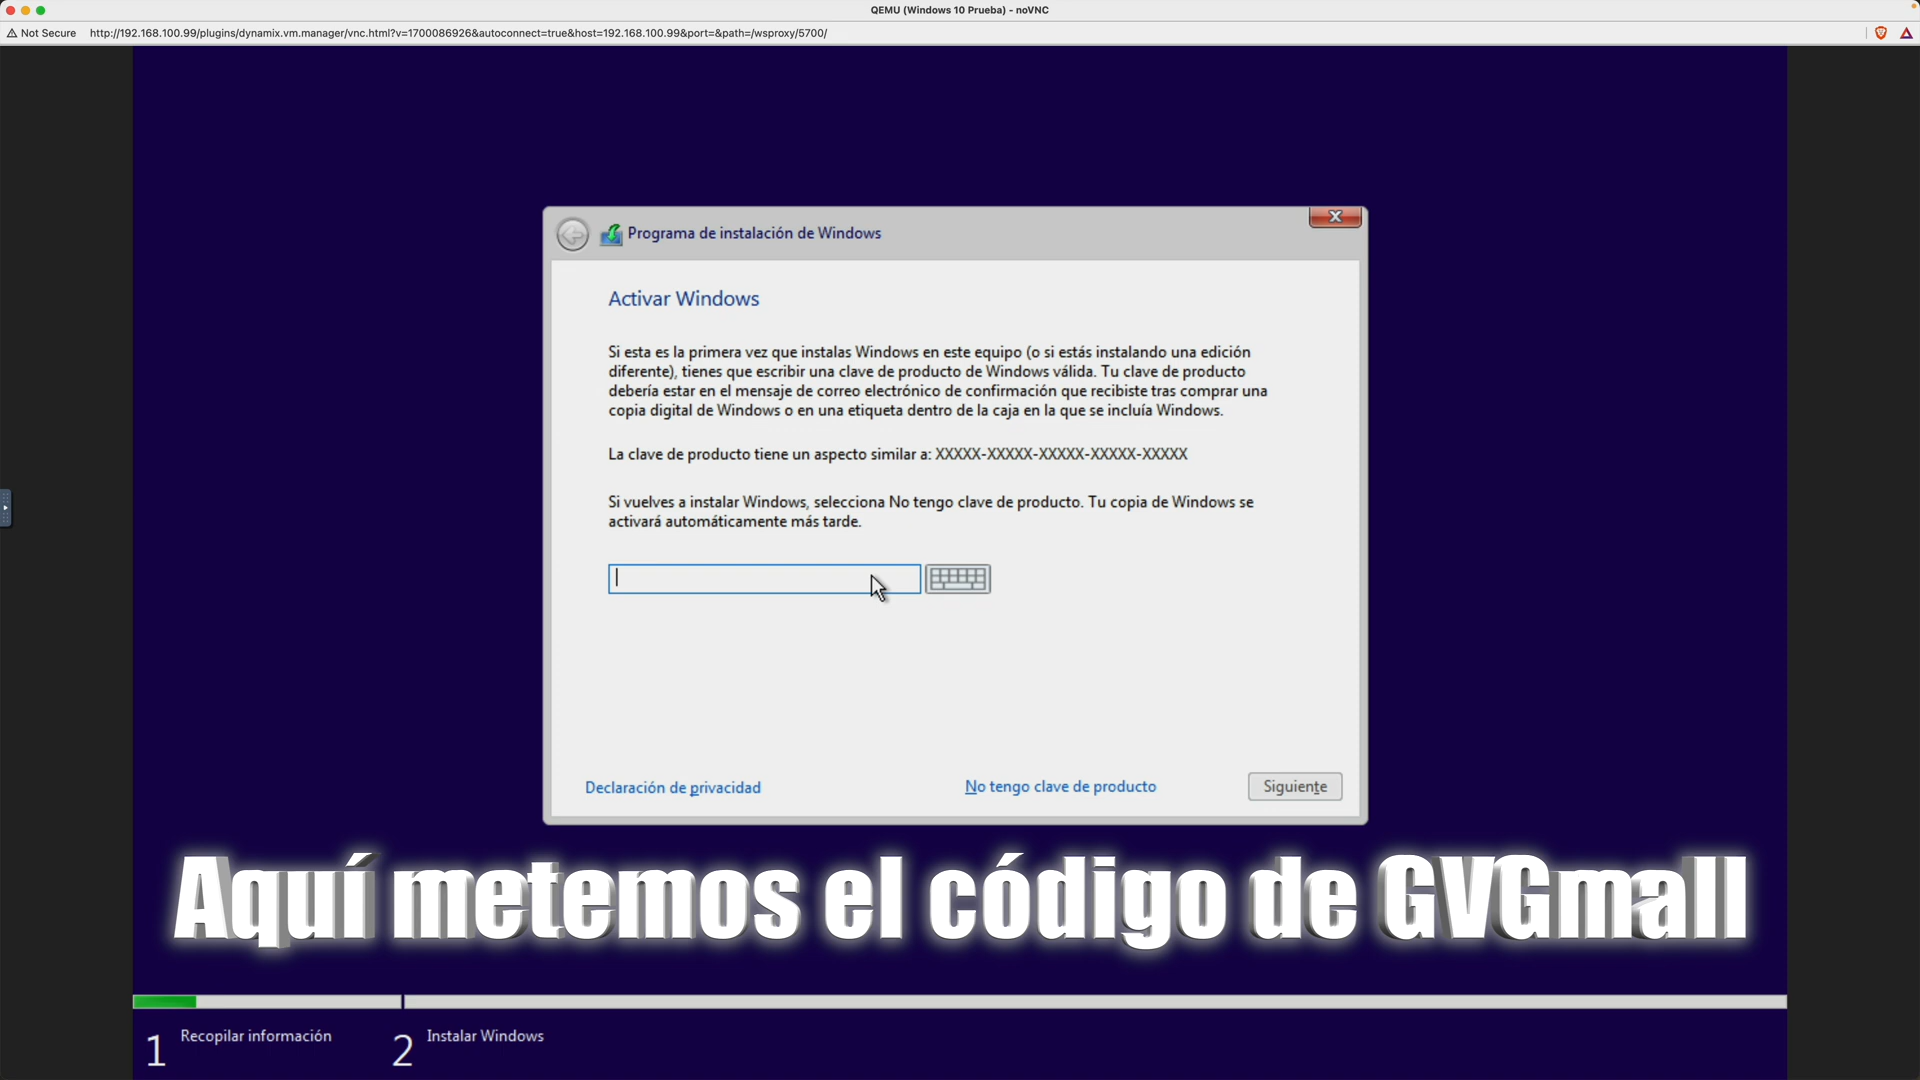 QEMU (Windows 10 Prueba) - noVNC
Not Secure http://192.168.100.99/plugins/dynamix.vm.manager/vnc.html?v=1700086926&autoconnect=true&host=192.168.100.99&port=&path=/wsproxy/5700/
Programa de instalación de Windows
Activar Windows
Si esta es la primera vez que instalas Windows en este equipo (o si estás instalando una edición
diferente), tienes que escribir una clave de producto de Windows válida. Tu clave de producto
debería estar en el mensaje de correo electrónico de confirmación que recibiste tras comprar una
copia digital de Windows o en una etiqueta dentro de la caja en la que se incluía Windows.
La clave de producto tiene un aspecto similar a: XXXXX-XXXXX-XXXXX-XXXXX-XXXXX
Si vuelves a instalar Windows, selecciona No tengo clave de producto. Tu copia de Windows se
activará automáticamente más tarde.
Declaración de privacidad
No tengo clave de producto
Siguiente
Aquí metemos el código de GVGmall
1 Recopilar información
2 Instalar Windows